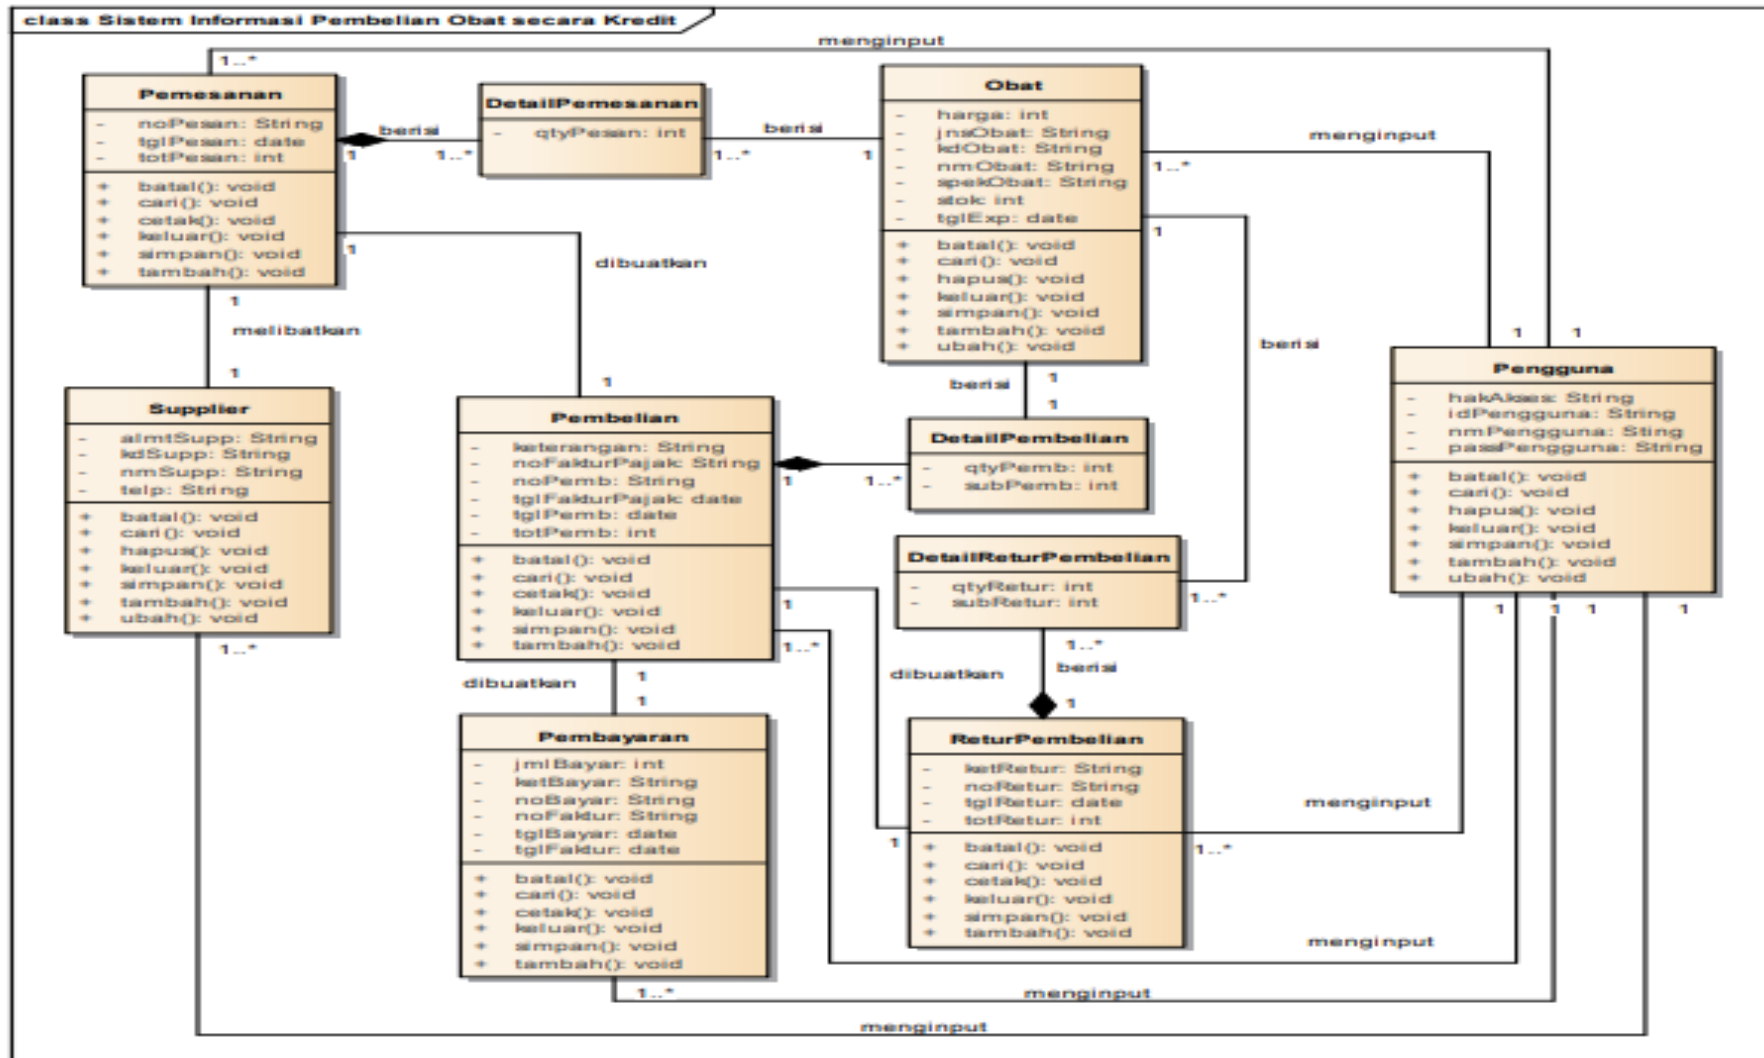 class Sistem Informasi Pembelian Obat secara Kredit
menginput
1..*
Pemesanan
- noPesan: String
- tglPesan: date
- totPesan: int
+ batal(): void
+ cari(): void
+ cetak(): void
+ keluar(): void
+ simpan(): void
+ tambah(): void
berisi
1
1..*
DetailPemesanan
- qtyPesan: int
berisi
1..*
1
Obat
- harga: int
- jnsObat: String
- kdObat: String
- nmObat: String
- spekObat: String
- stok: int
- tglExp: date
+ batal(): void
+ cari(): void
+ hapus(): void
+ keluar(): void
+ simpan(): void
+ tambah(): void
+ ubah(): void
menginput
1..*
1
1
dibuatkan
1
melibatkan
1
1
berisi
1
1
berisi
1
1
Supplier
- almtSupp: String
- kdSupp: String
- nmSupp: String
- telp: String
+ batal(): void
+ cari(): void
+ hapus(): void
+ keluar(): void
+ simpan(): void
+ tambah(): void
+ ubah(): void
1..*
Pembelian
- keterangan: String
- noFakturPajak: String
- noPemb: String
- tglFakturPajak: date
- tglPemb: date
- totPemb: int
+ batal(): void
+ cari(): void
+ cetak(): void
+ keluar(): void
+ simpan(): void
+ tambah(): void
1
1..*
DetailPembelian
- qtyPemb: int
- subPemb: int
Pengguna
- hakAkses: String
- idPengguna: String
- nmPengguna: Sting
- passPengguna: String
+ batal(): void
+ cari(): void
+ hapus(): void
+ keluar(): void
+ simpan(): void
+ tambah(): void
+ ubah(): void
1 1 1 1
DetailReturPembelian
- qtyRetur: int
- subRetur: int
1..*
1..*
berisi
1
1
1..*
dibuatkan
1
dibuatkan
1
1
Pembayaran
- jmlBayar: int
- ketBayar: String
- noBayar: String
- noFaktur: String
- tglBayar: date
- tglFaktur: date
+ batal(): void
+ cari(): void
+ cetak(): void
+ keluar(): void
+ simpan(): void
+ tambah(): void
1..*
ReturPembelian
- ketRetur: String
- noRetur: String
- tglRetur: date
- totRetur: int
+ batal(): void
+ cari(): void
+ cetak(): void
+ keluar(): void
+ simpan(): void
+ tambah(): void
menginput
1..*
menginput
menginput
menginput